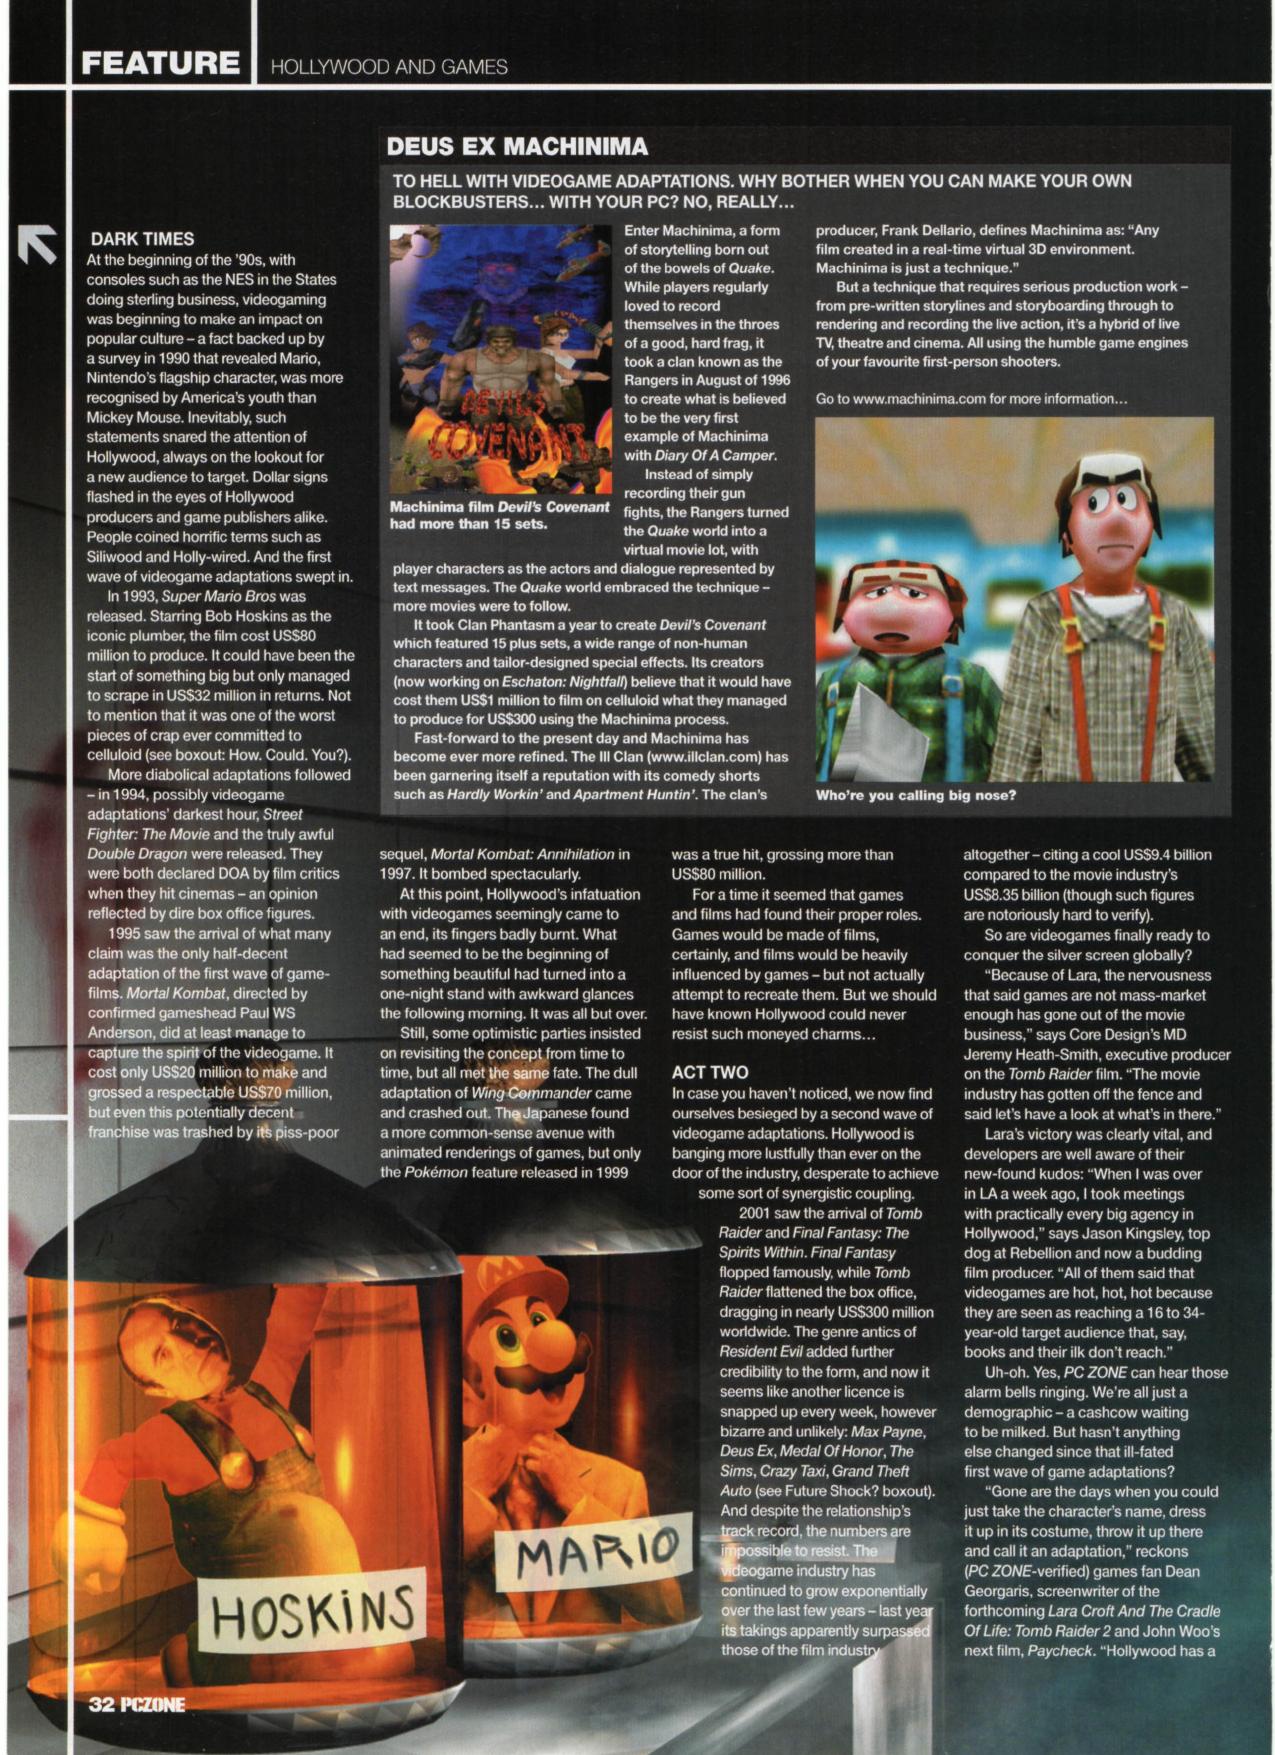 FEATURE
HOLLYWOOD AND GAMES
DARK TIMES
At the beginning of the '90s, with
consoles such as the NES in the States
doing sterling business, videogaming
was beginning to make an impact on
popular culture – a fact backed up by
a survey in 1990 that revealed Mario,
Nintendo's flagship character, was more
recognised by America's youth than
Mickey Mouse. Inevitably, such
statements snared the attention of
Hollywood, always on the lookout for
a new audience to target. Dollar signs
flashed in the eyes of Hollywood
producers and game publishers alike.
People coined horrific terms such as
Siliwood and Holly-wired. And the first
wave of videogame adaptations swept in.
In 1993, Super Mario Bros was
released. Starring Bob Hoskins as the
iconic plumber, the film cost US$80
million to produce. It could have been the
start of something big but only managed
to scrape in US$32 million in returns. Not
to mention that it was one of the worst
pieces of crap ever committed to
celluloid (see boxout: How. Could. You?).
More diabolical adaptations followed
– in 1994, possibly videogame
adaptations' darkest hour, Street
Fighter: The Movie and the truly awful
Double Dragon were released. They
were both declared DOA by film critics
when they hit cinemas – an opinion
reflected by dire box office figures.
1995 saw the arrival of what many
claim was the only half-decent
adaptation of the first wave of game-
films. Mortal Kombat, directed by
confirmed gameshead Paul WS
Anderson, did at least manage to
capture the spirit of the videogame. It
cost only US$20 million to make and
grossed a respectable US$70 million,
but even this potentially decent
franchise was trashed by its piss-poor
DEUS EX MACHINIMA
TO HELL WITH VIDEOGAME ADAPTATIONS. WHY BOTHER WHEN YOU CAN MAKE YOUR OWN
BLOCKBUSTERS... WITH YOUR PC? NO, REALLY...
DEVIL'S
COVENANT
Machinima film Devil's Covenant
had more than 15 sets.
Enter Machinima, a form
of storytelling born out
of the bowels of Quake.
While players regularly
loved to record
themselves in the throes
of a good, hard frag, it
took a clan known as the
Rangers in August of 1996
to create what is believed
to be the very first
example of Machinima
with Diary Of A Camper.
Instead of simply
recording their gun
fights, the Rangers turned
the Quake world into a
virtual movie lot, with
player characters as the actors and dialogue represented by
text messages. The Quake world embraced the technique –
more movies were to follow.
It took Clan Phantasm a year to create Devil's Covenant
which featured 15 plus sets, a wide range of non-human
characters and tailor-designed special effects. Its creators
(now working on Eschaton: Nightfall) believe that it would have
cost them US$1 million to film on celluloid what they managed
to produce for US$300 using the Machinima process.
Fast-forward to the present day and Machinima has
become ever more refined. The Ill Clan (www.illclan.com) has
been garnering itself a reputation with its comedy shorts
such as Hardly Workin' and Apartment Huntin'. The clan's
producer, Frank Dellario, defines Machinima as: "Any
film created in a real-time virtual 3D environment.
Machinima is just a technique."
But a technique that requires serious production work –
from pre-written storylines and storyboarding through to
rendering and recording the live action, it's a hybrid of live
TV, theatre and cinema. All using the humble game engines
of your favourite first-person shooters.
Go to www.machinima.com for more information...
Who're you calling big nose?
sequel, Mortal Kombat: Annihilation in
1997. It bombed spectacularly.
At this point, Hollywood's infatuation
with videogames seemingly came to
an end, its fingers badly burnt. What
had seemed to be the beginning of
something beautiful had turned into a
one-night stand with awkward glances
the following morning. It was all but over.
Still, some optimistic parties insisted
on revisiting the concept from time to
time, but all met the same fate. The dull
adaptation of Wing Commander came
and crashed out. The Japanese found
a more common-sense avenue with
animated renderings of games, but only
the Pokémon feature released in 1999
was a true hit, grossing more than
US$80 million.
For a time it seemed that games
and films had found their proper roles.
Games would be made of films,
certainly, and films would be heavily
influenced by games – but not actually
attempt to recreate them. But we should
have known Hollywood could never
resist such moneyed charms...
ACT TWO
In case you haven't noticed, we now find
ourselves besieged by a second wave of
videogame adaptations. Hollywood is
banging more lustfully than ever on the
door of the industry, desperate to achieve
some sort of synergistic coupling.
2001 saw the arrival of Tomb
Raider and Final Fantasy: The
Spirits Within. Final Fantasy
flopped famously, while Tomb
Raider flattened the box office,
dragging in nearly US$300 million
worldwide. The genre antics of
Resident Evil added further
credibility to the form, and now it
seems like another licence is
snapped up every week, however
bizarre and unlikely: Max Payne,
Deus Ex, Medal Of Honor, The
Sims, Crazy Taxi, Grand Theft
Auto (see Future Shock? boxout).
And despite the relationship's
track record, the numbers are
impossible to resist. The
videogame industry has
continued to grow exponentially
over the last few years – last year
its takings apparently surpassed
those of the film industry
altogether – citing a cool US$9.4 billion
compared to the movie industry's
US$8.35 billion (though such figures
are notoriously hard to verify).
So are videogames finally ready to
conquer the silver screen globally?
"Because of Lara, the nervousness
that said games are not mass-market
enough has gone out of the movie
business," says Core Design's MD
Jeremy Heath-Smith, executive producer
on the Tomb Raider film. "The movie
industry has gotten off the fence and
said let's have a look at what's in there."
Lara's victory was clearly vital, and
developers are well aware of their
new-found kudos: "When I was over
in LA a week ago, I took meetings
with practically every big agency in
Hollywood," says Jason Kingsley, top
dog at Rebellion and now a budding
film producer. "All of them said that
videogames are hot, hot, hot because
they are seen as reaching a 16 to 34-
year-old target audience that, say,
books and their ilk don't reach."
Uh-oh. Yes, PC ZONE can hear those
alarm bells ringing. We're all just a
demographic – a cashcow waiting
to be milked. But hasn't anything
else changed since that ill-fated
first wave of game adaptations?
"Gone are the days when you could
just take the character's name, dress
it up in its costume, throw it up there
and call it an adaptation," reckons
(PC ZONE-verified) games fan Dean
Georgaris, screenwriter of the
forthcoming Lara Croft And The Cradle
Of Life: Tomb Raider 2 and John Woo's
next film, Paycheck. "Hollywood has a
HOSKINS
MARIO
32 PCZONE